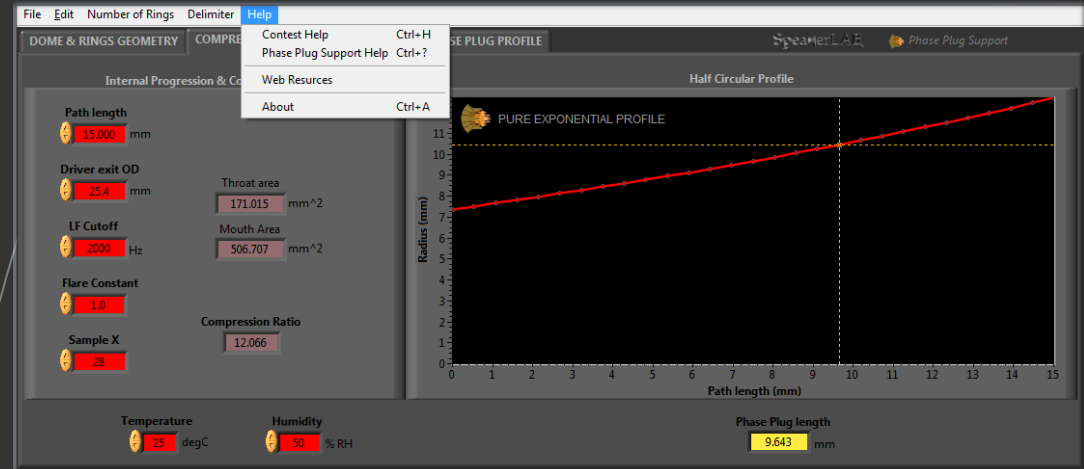 File Edit Number of Rings Delimiter Help
Contest Help Ctrl+H
Phase Plug Support Help Ctrl+?
Web Resurces
About Ctrl+A
DOME & RINGS GEOMETRY COMPRE SE PLUG PROFILE
SpeakerLAB Phase Plug Support
Internal Progression & Co
Path length
15.000 mm
Driver exit OD
25.4 mm
LF Cutoff
2000 Hz
Flare Constant
1.0
Sample X
28
Throat area
171.015 mm^2
Mouth Area
506.707 mm^2
Compression Ratio
12.066
Half Circular Profile
PURE EXPONENTIAL PROFILE
Radius (mm)
11
10
9
8
7
6
5
4
3
2
1
0
0 1 2 3 4 5 6 7 8 9 10 11 12 13 14 15
Path length (mm)
Temperature
25 degC
Humidity
50 % RH
Phase Plug length
9.643 mm